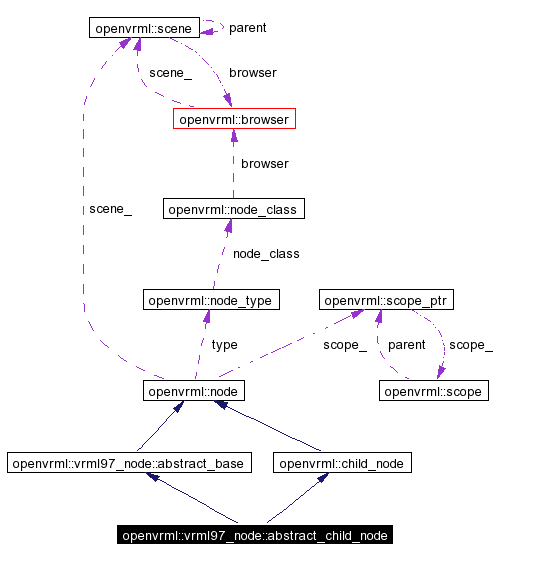 openvrml::scene
parent
scene_
browser
openvrml::browser
browser
openvrml::node_class
scene_
node_class
openvrml::node_type
openvrml::scope_ptr
type
scope_
parent
scope_
openvrml::node
openvrml::scope
openvrml::vrml97_node::abstract_base
openvrml::child_node
openvrml::vrml97_node::abstract_child_node